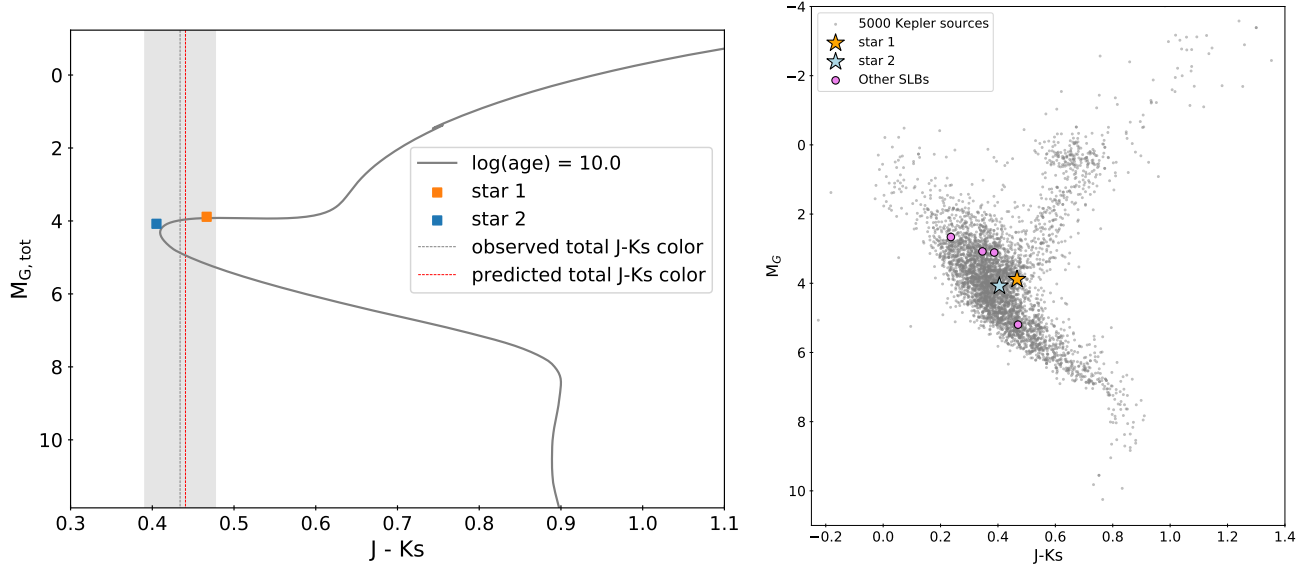 0
2
4
6
8
10
M_G, tot
0.3 0.4 0.5 0.6 0.7 0.8 0.9 1.0 1.1
J - Ks
log(age) = 10.0
star 1
star 2
observed total J-Ks color
predicted total J-Ks color
−4
−2
0
2
4
6
8
10
M_G
−0.2 0.0 0.2 0.4 0.6 0.8 1.0 1.2 1.4
J-Ks
5000 Kepler sources
star 1
star 2
Other SLBs